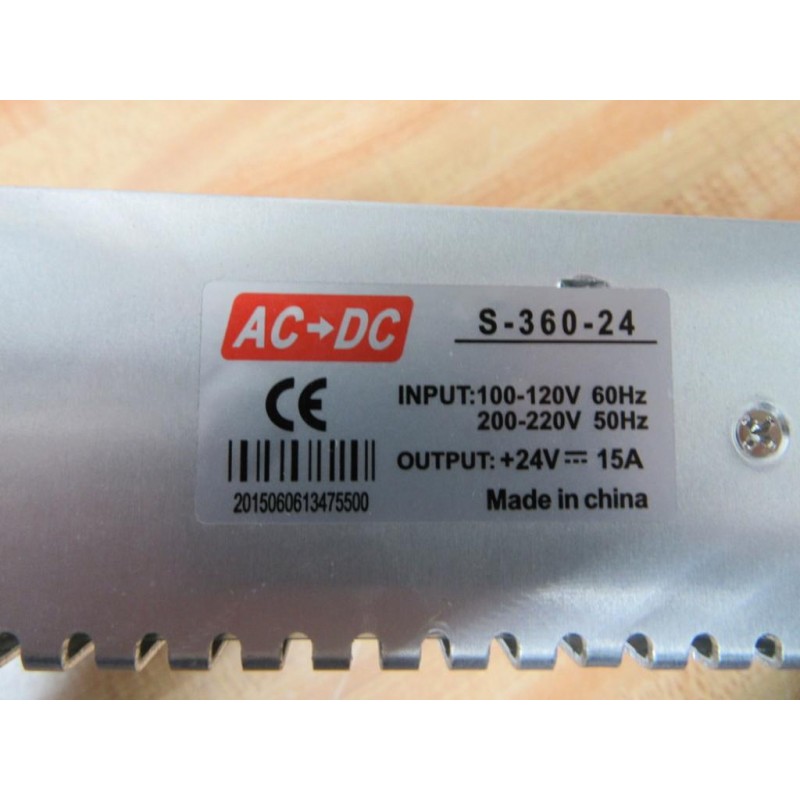 AC→DC
S-360-24
CE
INPUT:100-120V 60Hz
200-220V 50Hz
OUTPUT: +24V⎓ 15A
2015060613475500
Made in china